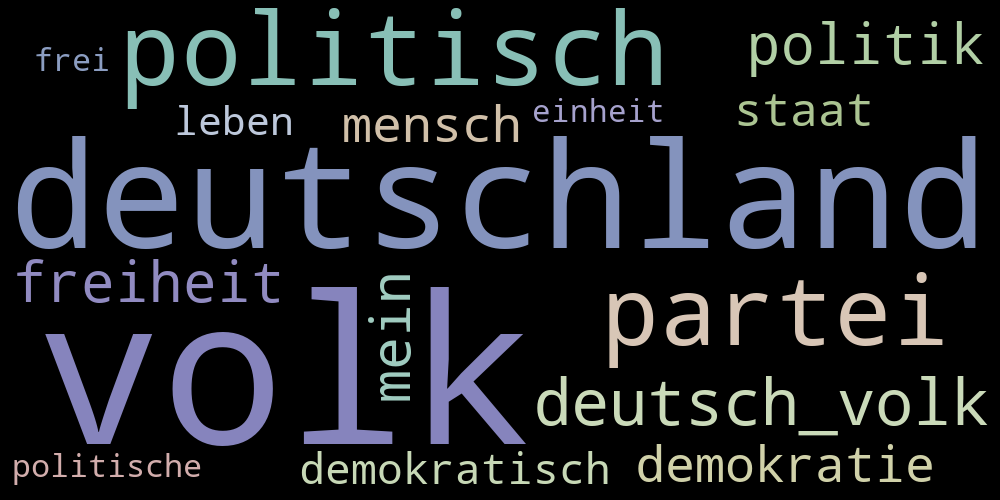 frei politisch politik
leben mensch einheit staat
deutschland
freiheit mein partei
volk deutsch_volk
politische demokratisch demokratie